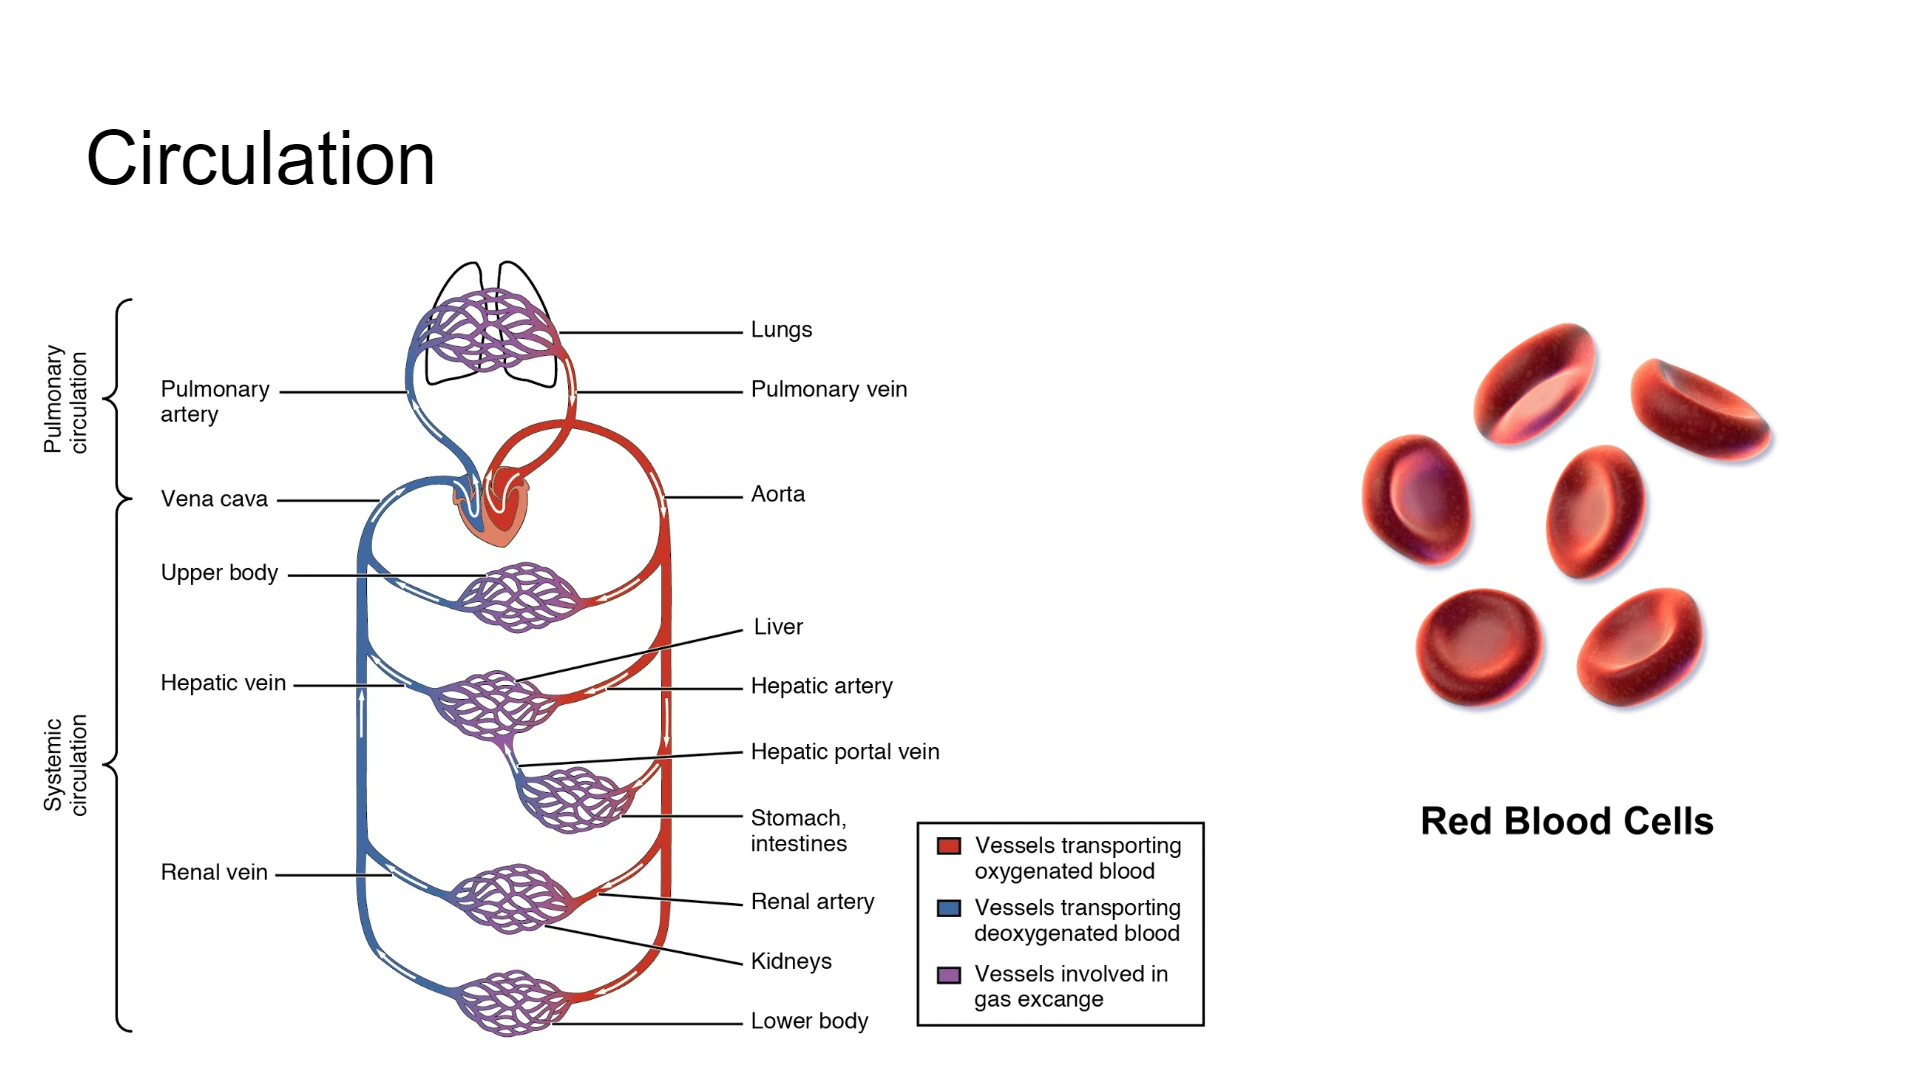 Circulation
Pulmonary
circulation
Systemic
circulation
Pulmonary
artery
Vena cava
Upper body
Hepatic vein
Renal vein
Lungs
Pulmonary vein
Aorta
Liver
Hepatic artery
Hepatic portal vein
Stomach,
intestines
Renal artery
Kidneys
Lower body
Vessels transporting
oxygenated blood
Vessels transporting
deoxygenated blood
Vessels involved in
gas excange
Red Blood Cells